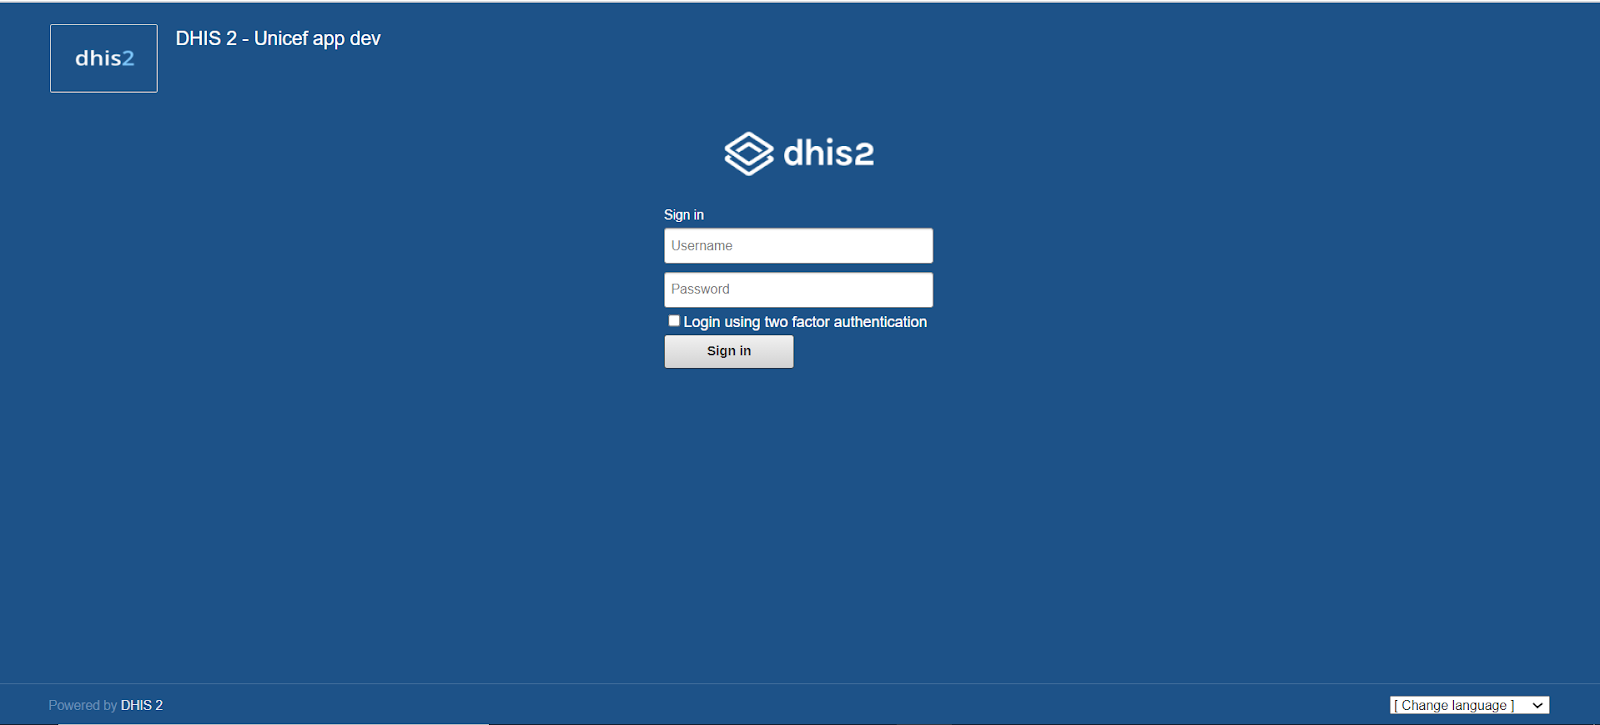 dhis2
DHIS 2 - Unicef app dev
dhis2
Sign in
Username
Password
Login using two factor authentication
Sign in
Powered by DHIS 2
[ Change language ]